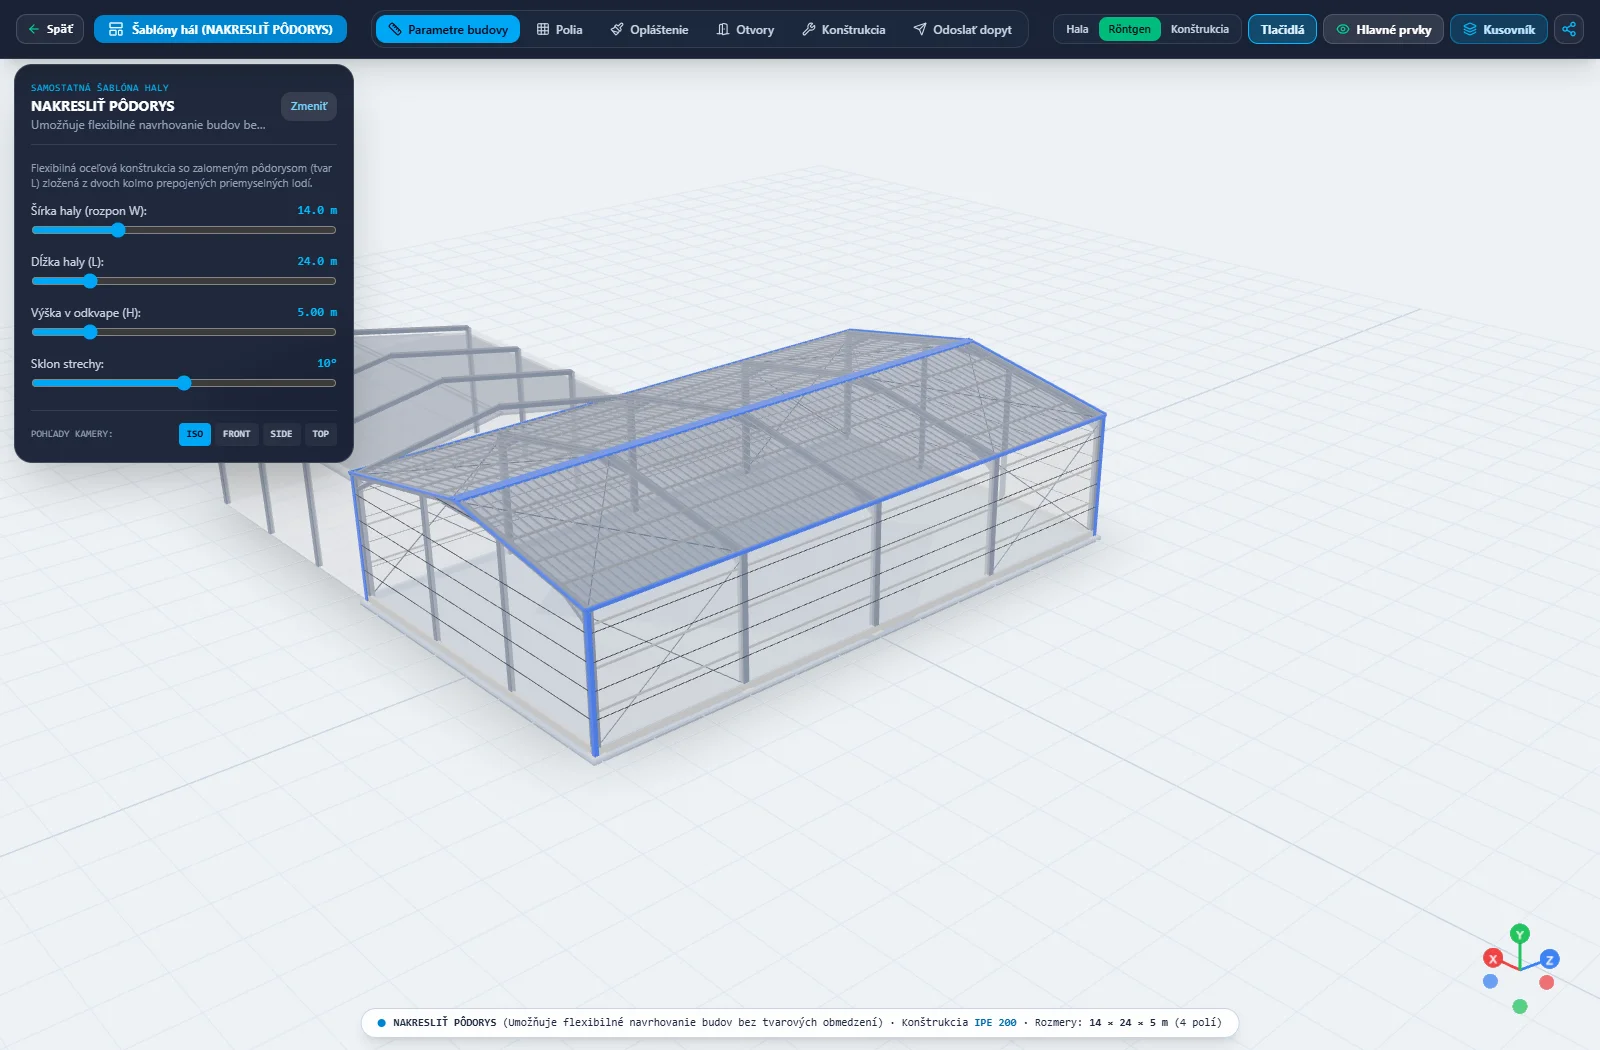 Späť
Šablóny hál (NAKRESLIŤ PÔDORYS)
Parametre budovy
Polia
Opláštenie
Otvory
Konštrukcia
Odoslať dopyt
Hala
Röntgen
Konštrukcia
Tlačidlá
Hlavné prvky
Kusovník
SAMOSTATNÁ ŠABLÓNA HALY
NAKRESLIŤ PÔDORYS
Umožňuje flexibilné navrhovanie budov be...
Zmeniť
Flexibilná oceľová konštrukcia so zalomeným pôdorysom (tvar
L) zložená z dvoch kolmo prepojených priemyselných lodí.
Šírka haly (rozpon W): 14.0 m
Dĺžka haly (L): 24.0 m
Výška v odkvape (H): 5.00 m
Sklon strechy: 10°
POHĽADY KAMERY: ISO FRONT SIDE TOP
Y
X
Z
NAKRESLIŤ PÔDORYS (Umožňuje flexibilné navrhovanie budov bez tvarových obmedzení) · Konštrukcia IPE 200 · Rozmery: 14 × 24 × 5 m (4 polí)